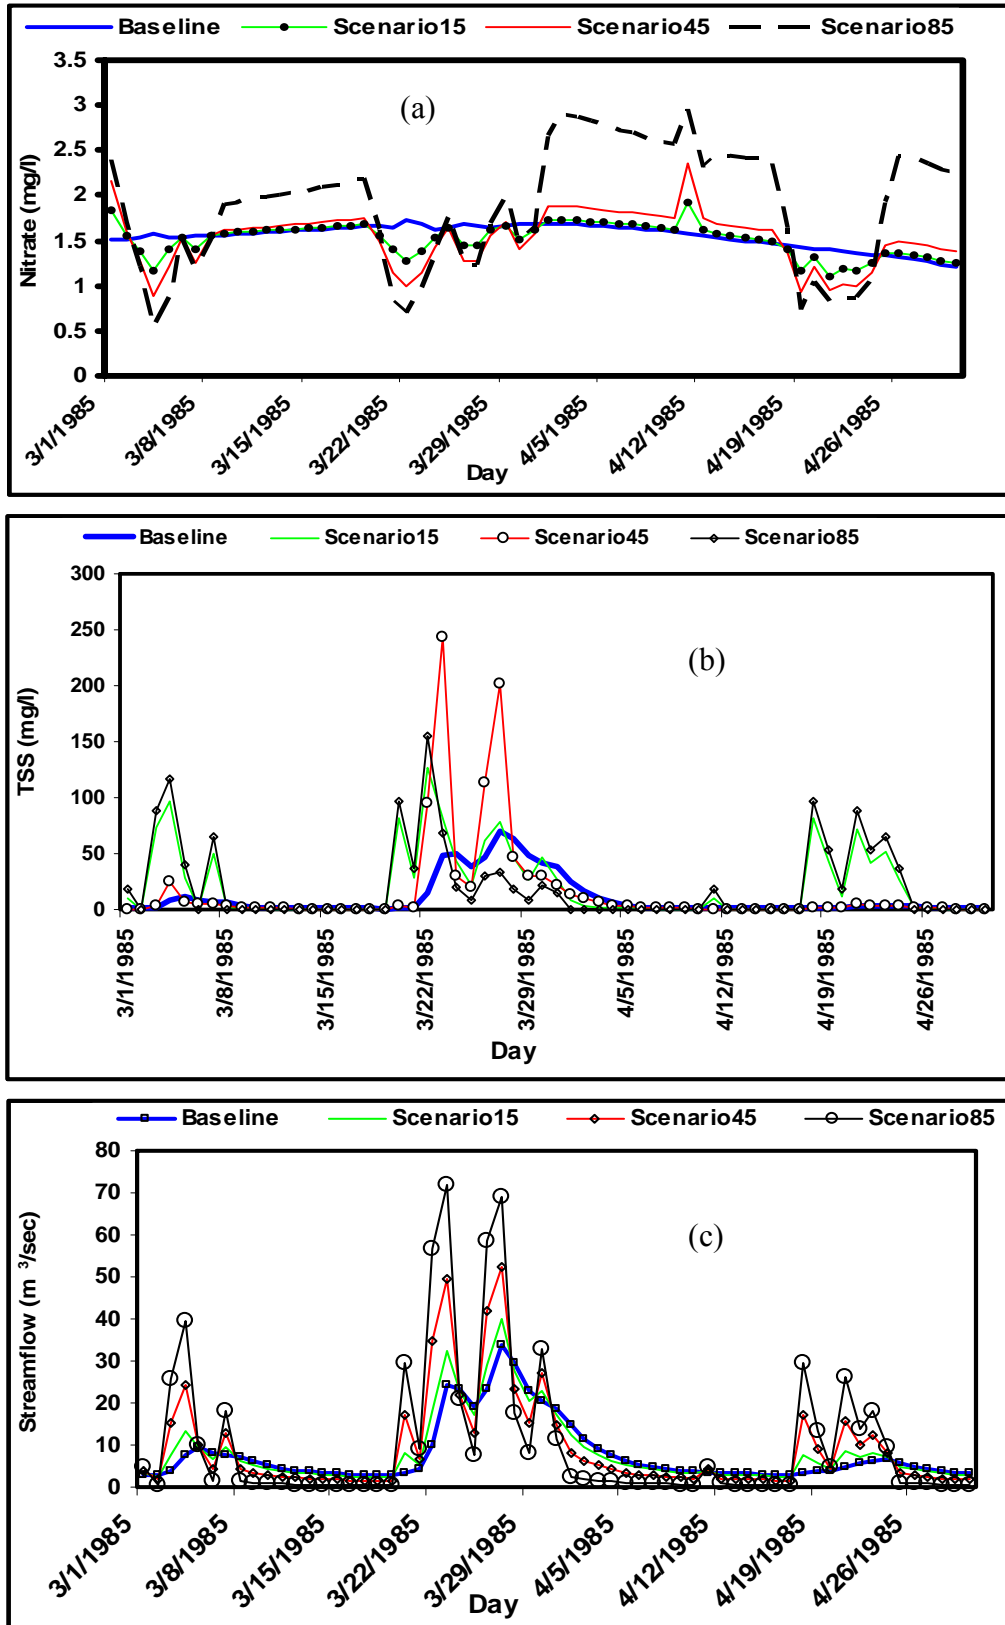 Baseline Scenario15 Scenario45 Scenario85
3.5
3
2.5
2
1.5
1
0.5
0
(a)
Nitrate (mg/l)
3/1/1985 3/8/1985 3/15/1985 3/22/1985 3/29/1985 4/5/1985 4/12/1985 4/19/1985 4/26/1985
Day
Baseline Scenario15 Scenario45 Scenario85
300
250
200
150
100
50
0
(b)
TSS (mg/l)
3/1/1985 3/8/1985 3/15/1985 3/22/1985 3/29/1985 4/5/1985 4/12/1985 4/19/1985 4/26/1985
Day
Baseline Scenario15 Scenario45 Scenario85
80
70
60
50
40
30
20
10
0
(c)
Streamflow (m ³/sec)
3/1/1985 3/8/1985 3/15/1985 3/22/1985 3/29/1985 4/5/1985 4/12/1985 4/19/1985 4/26/1985
Day